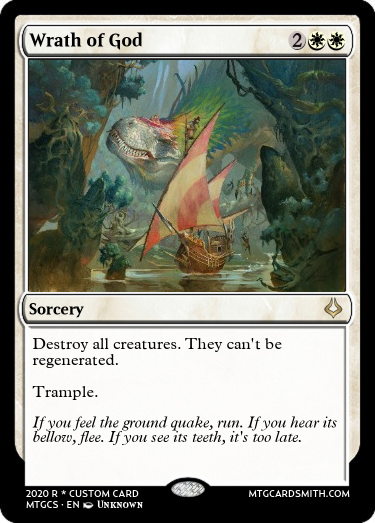 Wrath of God 2
Sorcery
Destroy all creatures. They can't be
regenerated.
Trample.
If you feel the ground quake, run. If you hear its
bellow, flee. If you see its teeth, it's too late.
2020 R * CUSTOM CARD
MTGCS • EN UNKNOWN
MTGCARDSMITH.COM